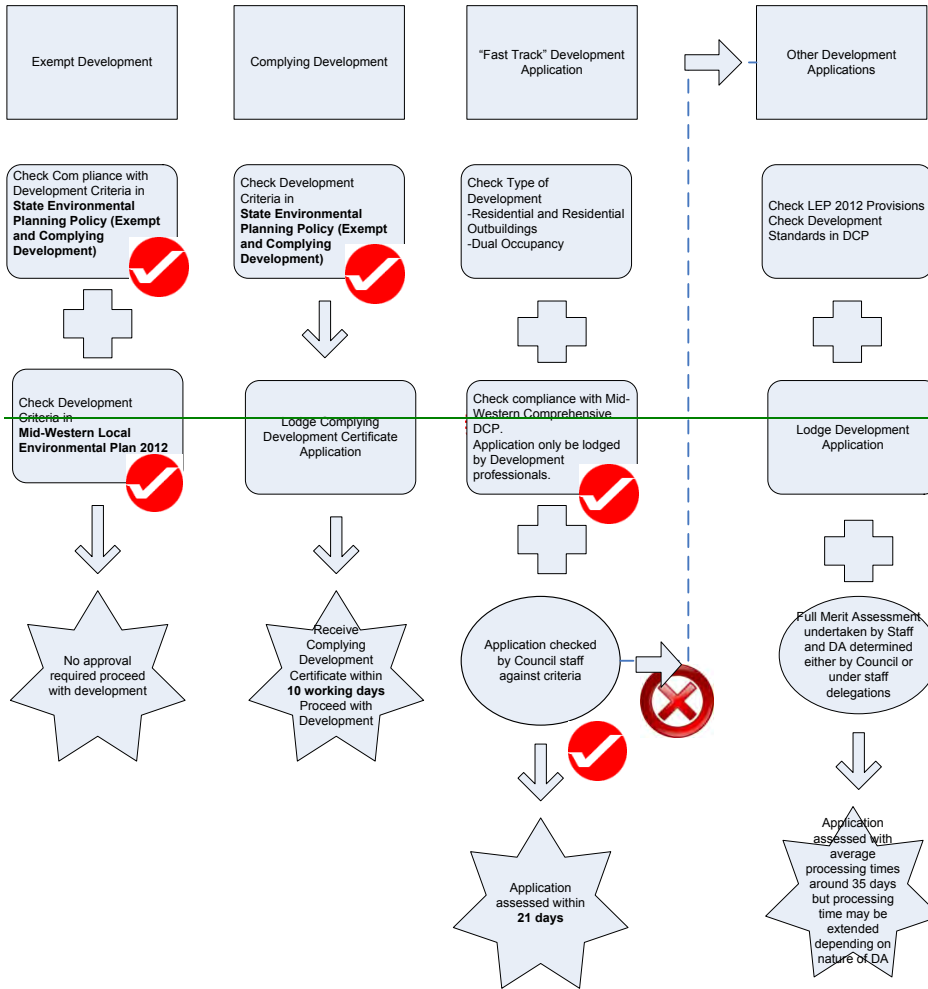 Exempt Development
Check Com pliance with
Development Criteria in
State Environmental
Planning Policy (Exempt
and Complying
Development)
Check Development
Criteria in
Mid-Western Local
Environmental Plan 2012
No approval
required proceed
with development
Complying Development
Check Development
Criteria in
State Environmental
Planning Policy (Exempt
and Complying
Development)
Lodge Complying
Development Certificate
Application
Receive
Complying
Development
Certificate within
10 working days
Proceed with
Development
“Fast Track” Development
Application
Check Type of
Development
-Residential and Residential
Outbuildings
-Dual Occupancy
Check compliance with Mid-
Western Comprehensive
DCP.
Application only be lodged
by Development
professionals.
Application checked
by Council staff
against criteria
Application
assessed within
21 days
Other Development
Applications
Check LEP 2012 Provisions
Check Development
Standards in DCP
Lodge Development
Application
Full Merit Assessment
undertaken by Staff
and DA determined
either by Council or
under staff
delegations
Application
assessed with
average
processing times
around 35 days
but processing
time may be
extended
depending on
nature of DA